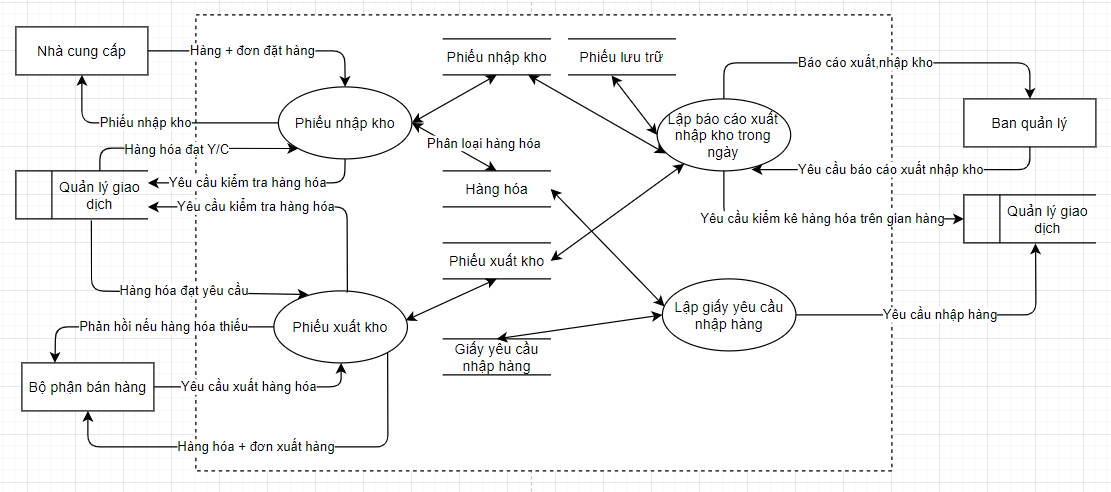 Nhà cung cấp
Hàng + đơn đặt hàng
Phiếu nhập kho
Phiếu nhập kho
Hàng hóa đạt Y/C
Quản lý giao
dịch
Yêu cầu kiểm tra hàng hóa
Yêu cầu kiểm tra hàng hóa
Hàng hóa đạt yêu cầu
Phiếu xuất kho
Phản hồi nếu hàng hóa thiếu
Bộ phận bán hàng
Yêu cầu xuất hàng hóa
Hàng hóa + đơn xuất hàng
Phiếu nhập kho
Phiếu lưu trữ
Phân loại hàng hóa
Hàng hóa
Phiếu xuất kho
Giấy yêu cầu
nhập hàng
Lập báo cáo xuất
nhập kho trong
ngày
Báo cáo xuất,nhập kho
Ban quản lý
Yêu cầu báo cáo xuất nhập kho
Yêu cầu kiểm kê hàng hóa trên gian hàng
Quản lý giao
dịch
Lập giấy yêu cầu
nhập hàng
Yêu cầu nhập hàng